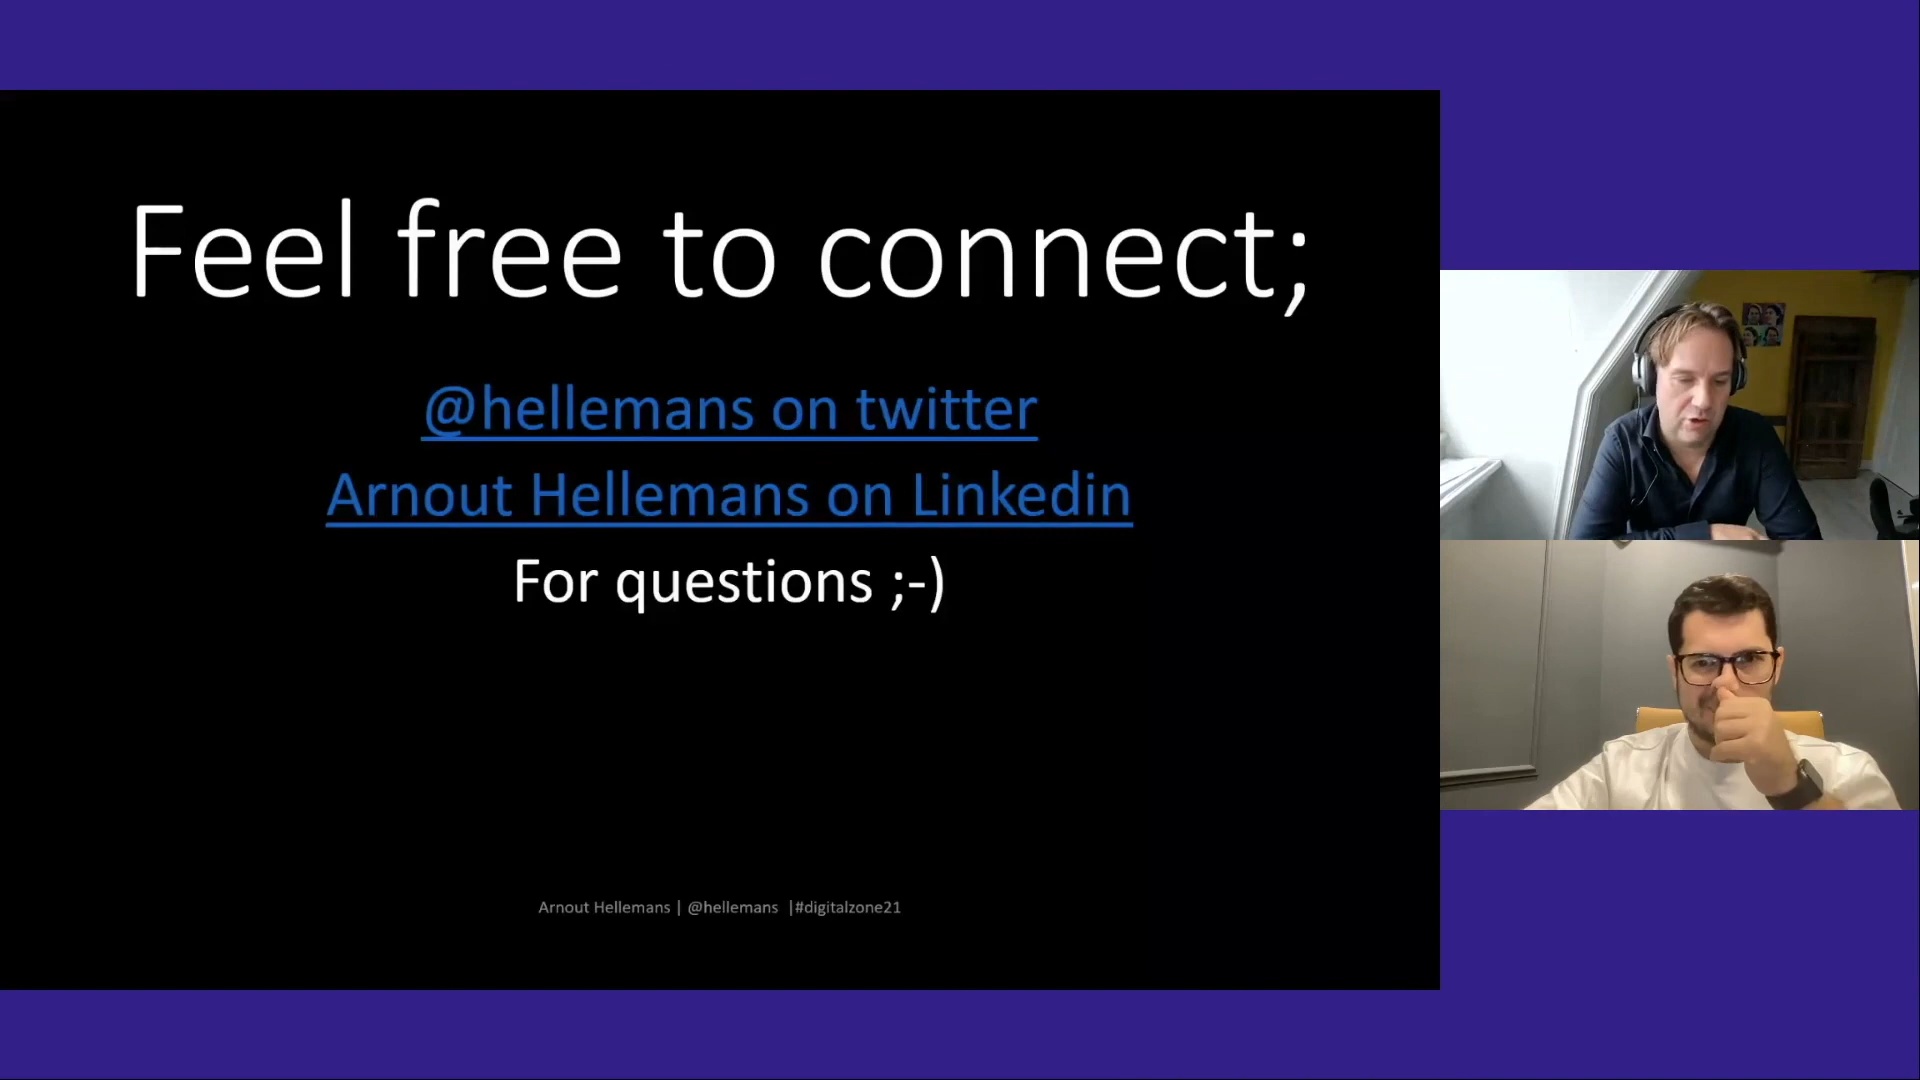 Feel free to connect;
@hellemans on twitter
Arnout Hellemans on Linkedin
For questions ;-)
Arnout Hellemans | @hellemans |#digitalzone21